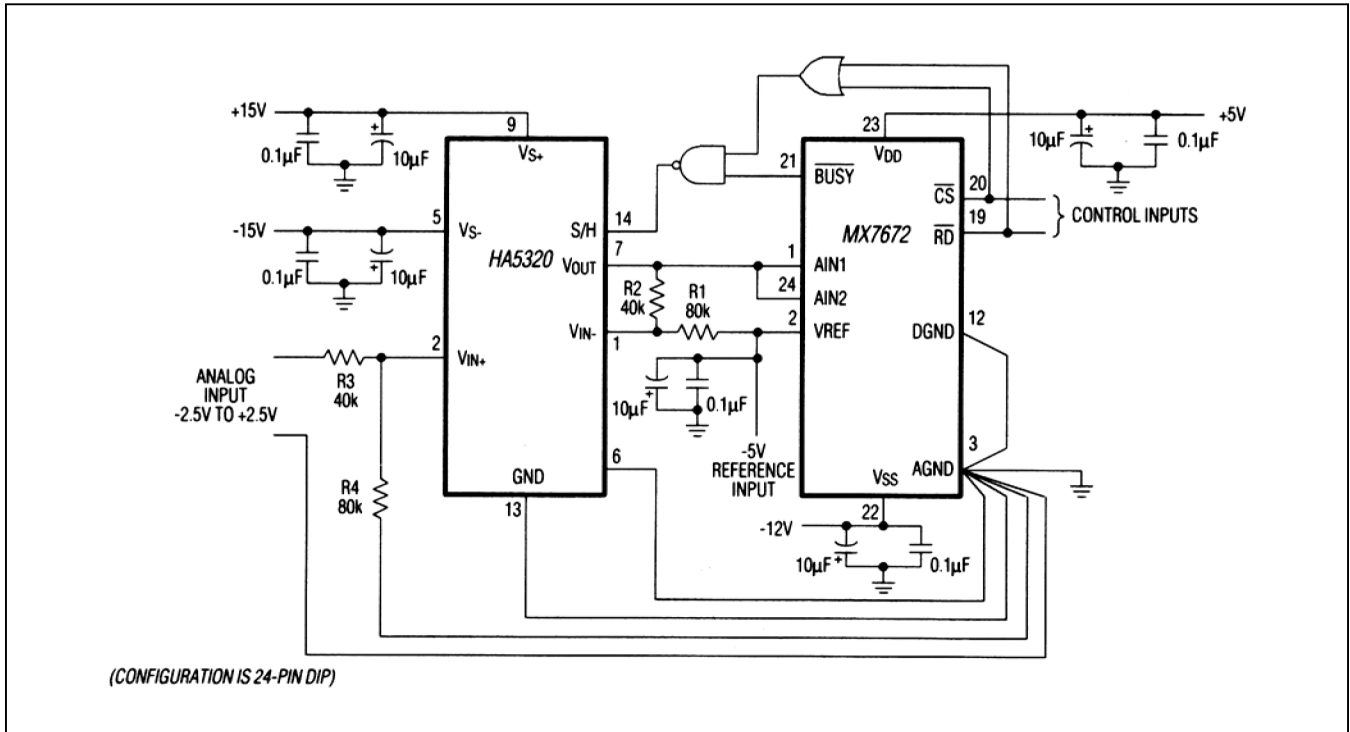 +15V
0.1µF
10µF
+
9
VS+
-15V
0.1µF
10µF
+
5
VS-
HA5320
S/H
14
VOUT
7
VIN-
1
VIN+
2
6
GND
13
ANALOG
INPUT
-2.5V TO +2.5V
R3
40k
R4
80k
R2
40k
R1
80k
10µF
+
0.1µF
-5V
REFERENCE
INPUT
21
BUSY
23
VDD
+5V
10µF
+
0.1µF
20
CS
19
RD
CONTROL INPUTS
MX7672
1
AIN1
24
AIN2
2
VREF
DGND
12
3
AGND
VSS
22
-12V
10µF
+
0.1µF
(CONFIGURATION IS 24-PIN DIP)